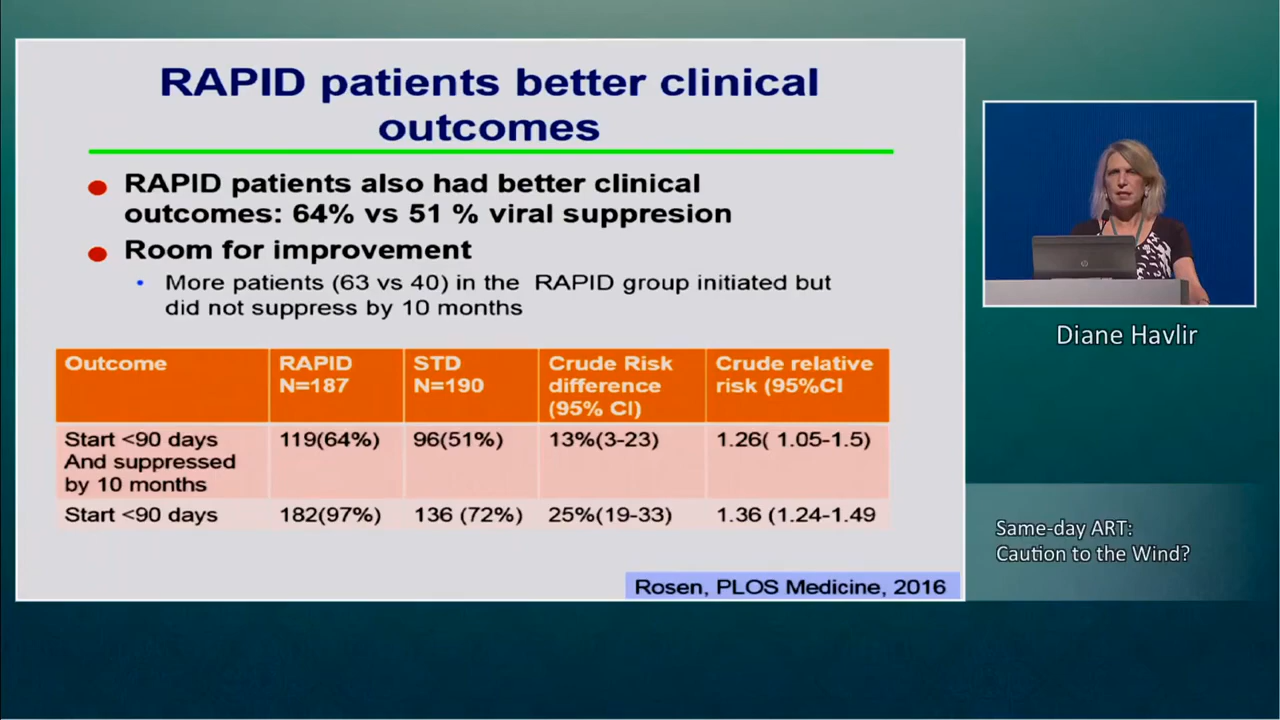 RAPID patients better clinical
outcomes
RAPID patients also had better clinical
outcomes: 64% vs 51 % viral suppresion
Room for improvement
More patients (63 vs 40) in the RAPID group initiated but
did not suppress by 10 months
Outcome
RAPID
N=187
STD
N=190
Crude Risk
difference
(95% CI)
Crude relative
risk (95%CI
Start <90 days
And suppressed
by 10 months
119(64%)
96(51%)
13%(3-23)
1.26( 1.05-1.5)
Start <90 days
182(97%)
136 (72%)
25%(19-33)
1.36 (1.24-1.49
Rosen, PLOS Medicine, 2016
Diane Havlir
Same-day ART:
Caution to the Wind?